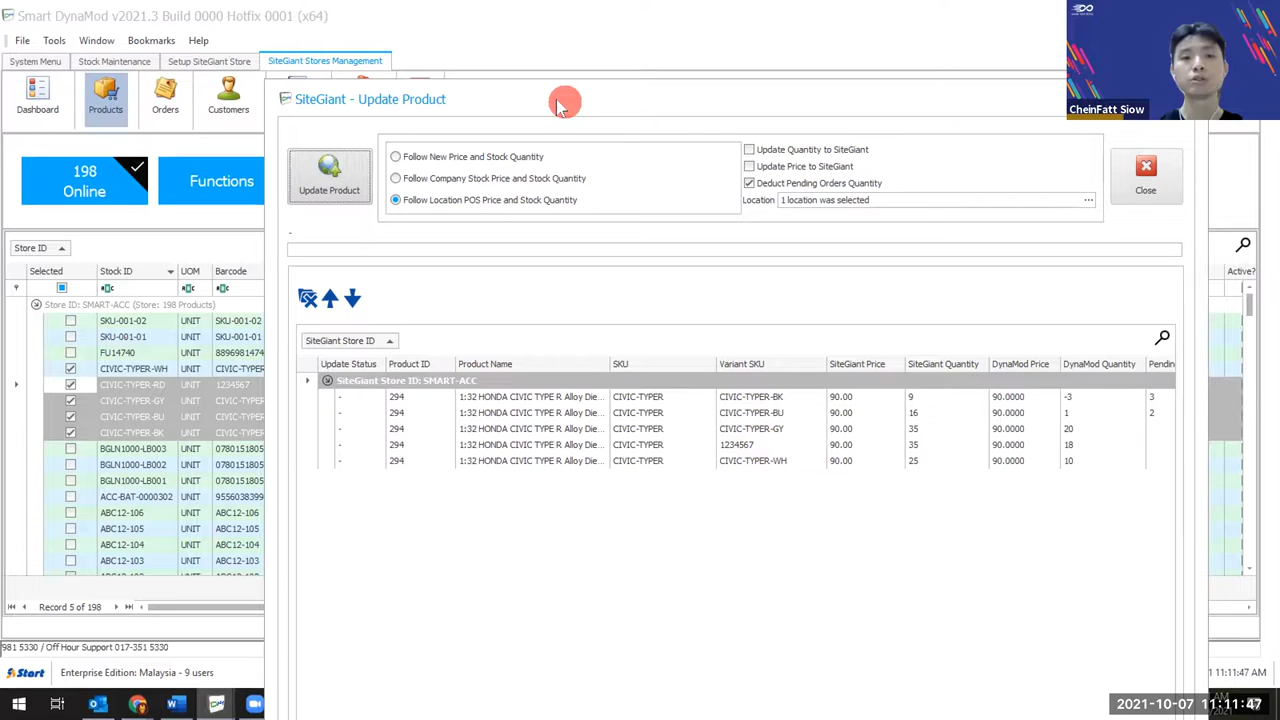 Smart DynaMod v2021.3 Build 0000 Hotfix 0001 (x64)
File Tools Window Bookmarks Help
System Menu Stock Maintenance Setup SiteGiant Store SiteGiant Stores Management
Dashboard Products Orders Customers
SiteGiant - Update Product
CheinFatt Siow
198
Online
Functions
Update Product
Follow New Price and Stock Quantity
Follow Company Stock Price and Stock Quantity
Follow Location POS Price and Stock Quantity
Update Quantity to SiteGiant
Update Price to SiteGiant
Deduct Pending Orders Quantity
Location 1 location was selected ...
Close
Store ID
Selected Stock ID UOM Barcode
Active?
Store ID: SMART-ACC (Store: 198 Products)
SKU-001-02 UNIT SKU-001-02
SKU-001-01 UNIT SKU-001-01
FU14740 UNIT 8896981474
CIVIC-TYPER-WH UNIT CIVIC-TYPE
CIVIC-TYPER-RD UNIT 1234567
CIVIC-TYPER-GY UNIT CIVIC-TYPE
CIVIC-TYPER-BU UNIT CIVIC-TYPE
CIVIC-TYPER-BK UNIT CIVIC-TYPE
BGLN1000-LB003 UNIT 0780151805
BGLN1000-LB002 UNIT 0780151805
BGLN1000-LB001 UNIT 0780151805
ACC-BAT-0000302 UNIT 9556038399
ABC12-106 UNIT ABC12-106
ABC12-105 UNIT ABC12-105
ABC12-104 UNIT ABC12-104
ABC12-103 UNIT ABC12-103
Record 5 of 198
SiteGiant Store ID
Update Status Product ID Product Name SKU Variant SKU SiteGiant Price SiteGiant Quantity DynaMod Price DynaMod Quantity Pendin
SiteGiant Store ID: SMART-ACC
- 294 1:32 HONDA CIVIC TYPE R Alloy Die... CIVIC-TYPER CIVIC-TYPER-BK 90.00 9 90.0000 -3 3
- 294 1:32 HONDA CIVIC TYPE R Alloy Die... CIVIC-TYPER CIVIC-TYPER-BU 90.00 16 90.0000 1 2
- 294 1:32 HONDA CIVIC TYPE R Alloy Die... CIVIC-TYPER CIVIC-TYPER-GY 90.00 35 90.0000 20
- 294 1:32 HONDA CIVIC TYPE R Alloy Die... CIVIC-TYPER 1234567 90.00 35 90.0000 18
- 294 1:32 HONDA CIVIC TYPE R Alloy Die... CIVIC-TYPER CIVIC-TYPER-WH 90.00 25 90.0000 10
981 5330 / Off Hour Support 017-351 5330
Start Enterprise Edition: Malaysia - 9 users
11:11:47 AM
2021-10-07 11:11:47